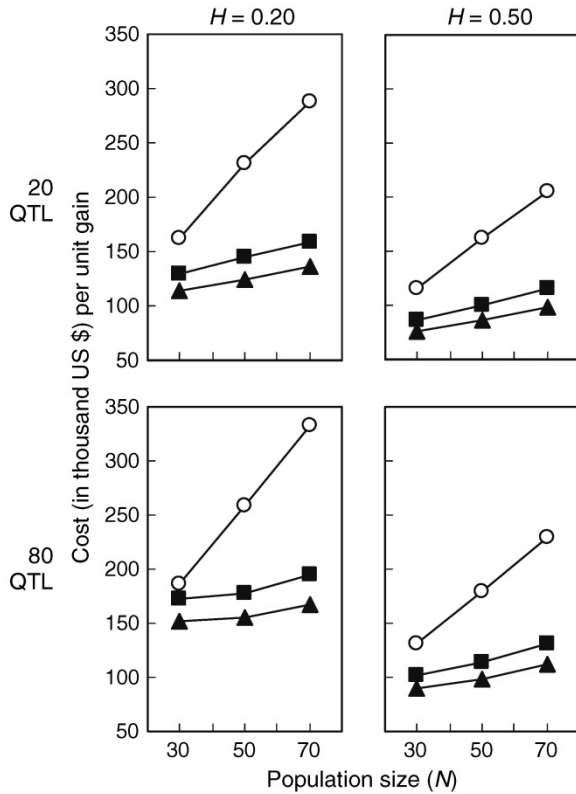 H = 0.20
H = 0.50
350
300
250
200
150
100
50
20
QTL
Cost (in thousand US $) per unit gain
350
300
250
200
150
100
50
80
QTL
30 50 70
30 50 70
Population size (N)